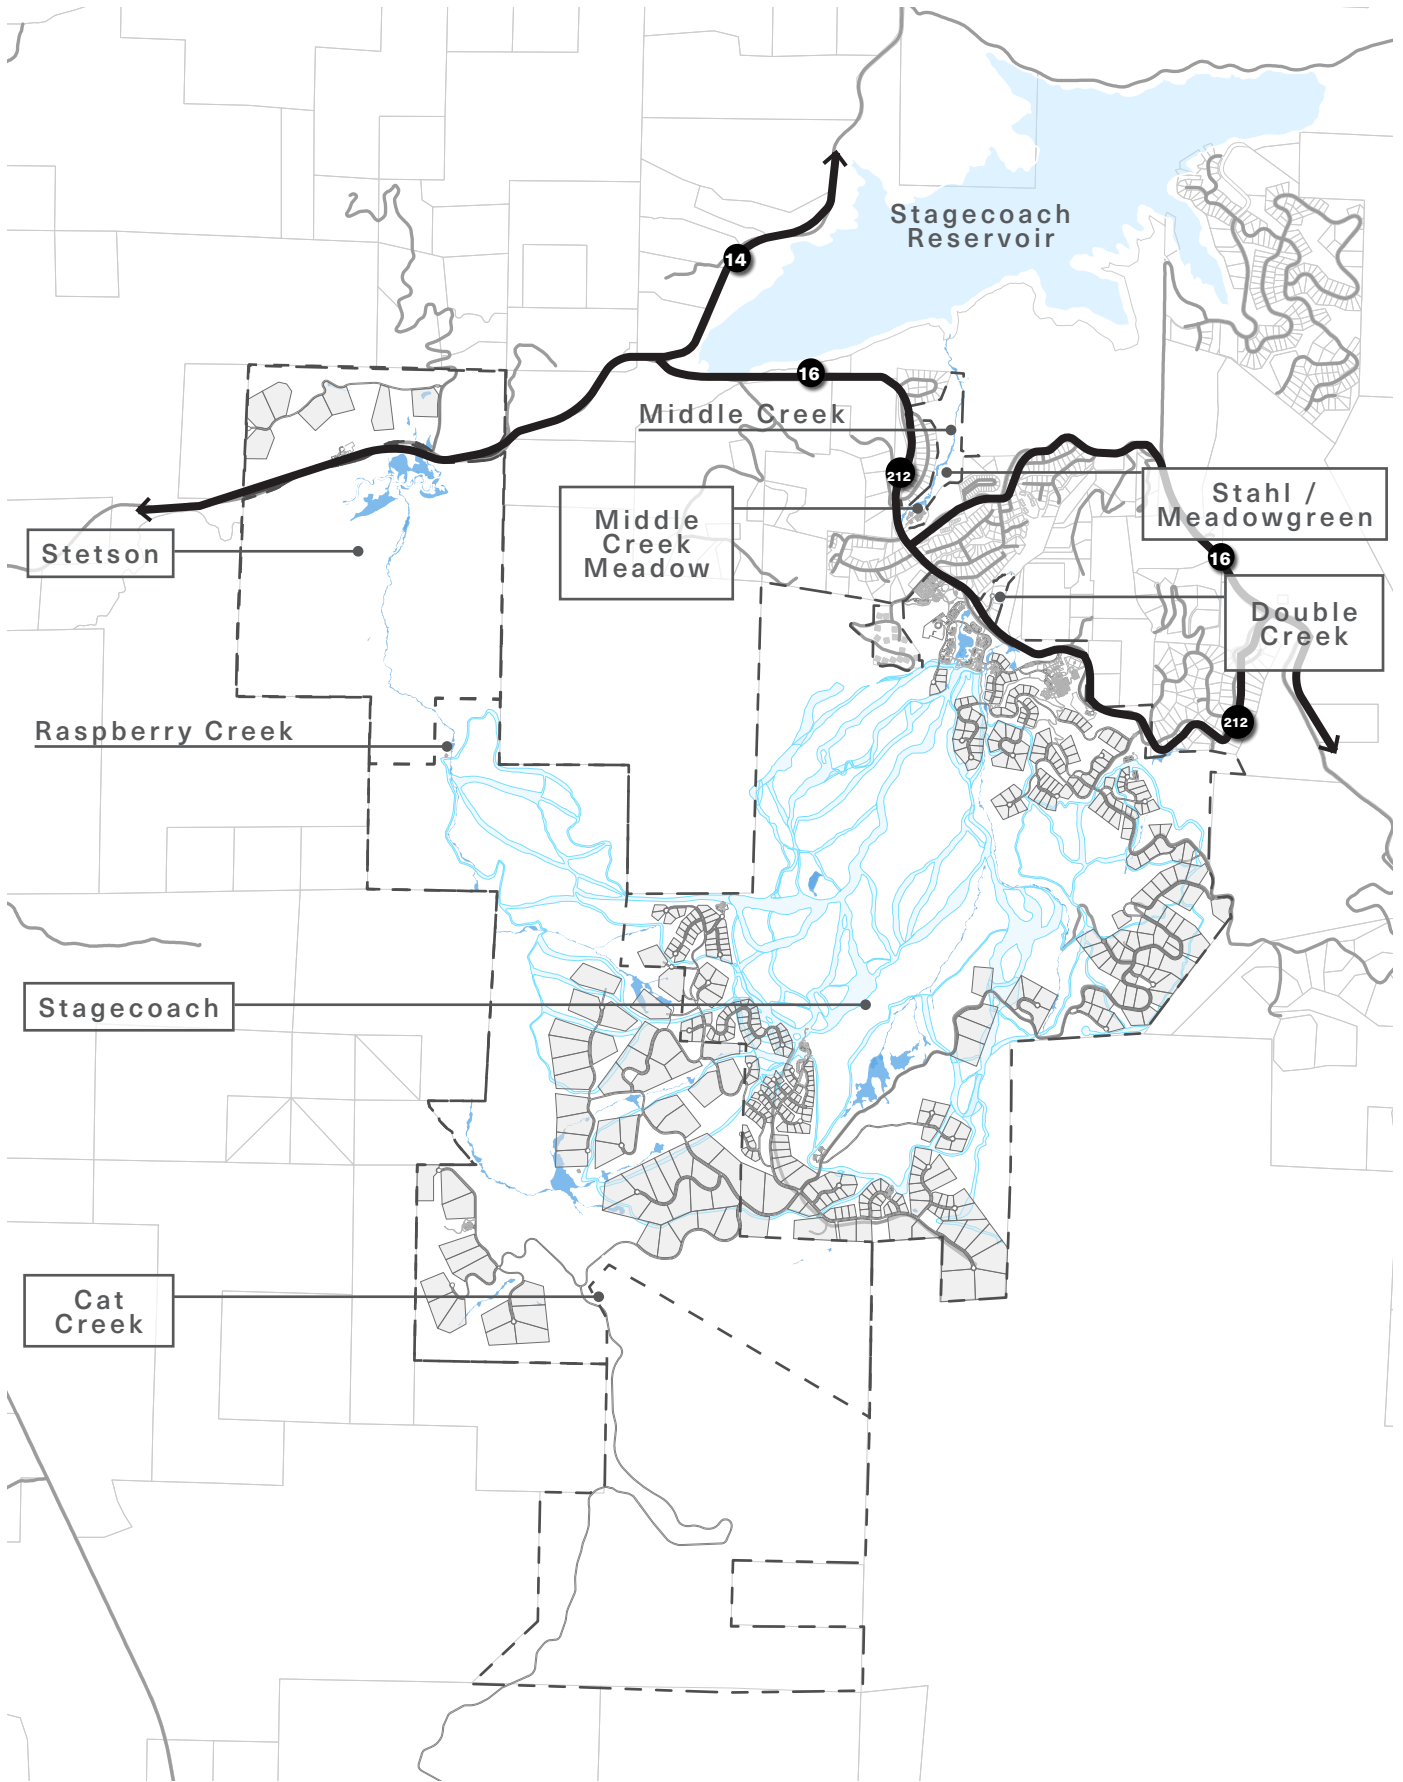 Stagecoach
Reservoir
14
16
Middle Creek
212
Stahl /
Meadowgreen
Middle
Creek
Meadow
Stetson
16
Double
Creek
212
Raspberry Creek
Stagecoach
Cat
Creek